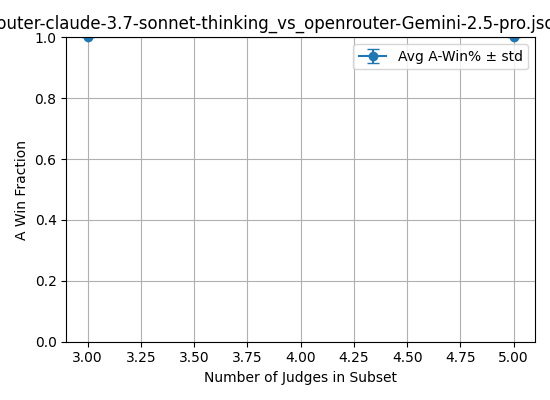 outer-claude-3.7-sonnet-thinking_vs_openrouter-Gemini-2.5-pro.jso
1.0
0.8
0.6
0.4
0.2
0.0
A Win Fraction
Avg A-Win% ± std
3.00 3.25 3.50 3.75 4.00 4.25 4.50 4.75 5.00
Number of Judges in Subset